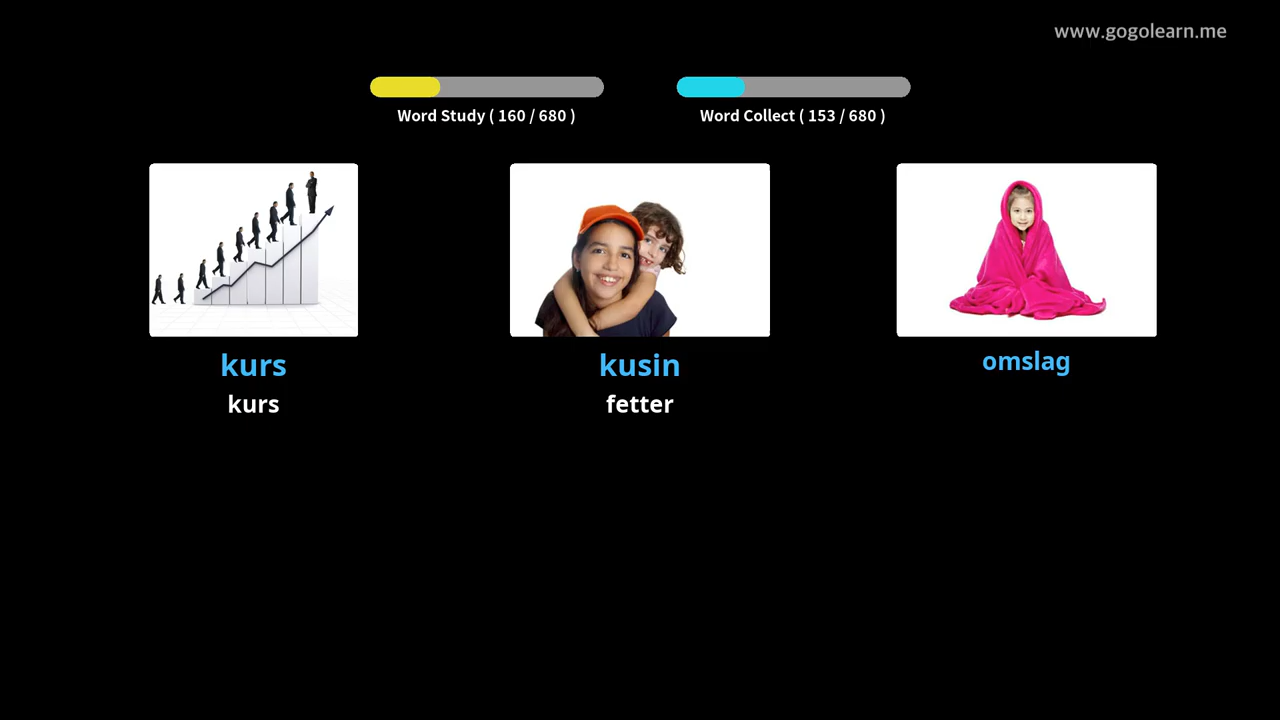 www.gogolearn.me
Word Study ( 160 / 680 )
Word Collect ( 153 / 680 )
kurs
kurs
kusin
fetter
omslag